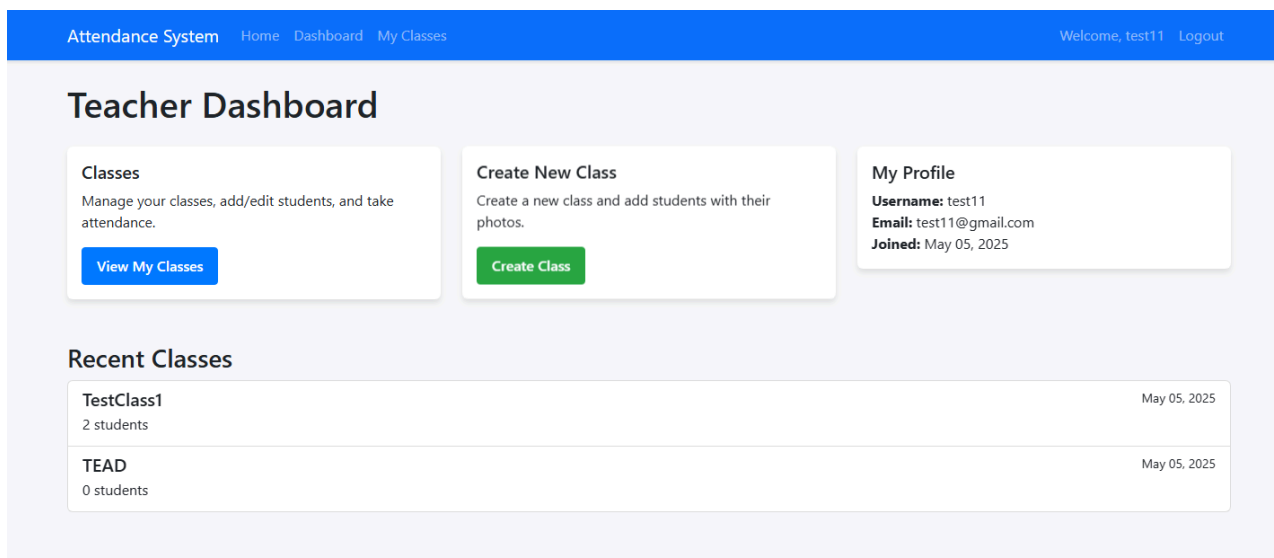 Attendance System Home Dashboard My Classes Welcome, test11 Logout
Teacher Dashboard
Classes
Manage your classes, add/edit students, and take
attendance.
View My Classes
Create New Class
Create a new class and add students with their
photos.
Create Class
My Profile
Username: test11
Email: test11@gmail.com
Joined: May 05, 2025
Recent Classes
TestClass1 May 05, 2025
2 students
TEAD May 05, 2025
0 students